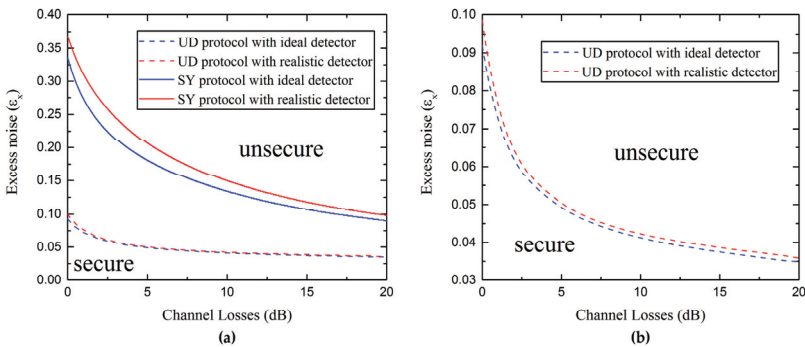 0.40
0.35
0.30
0.25
0.20
0.15
0.10
0.05
0.00
Excess noise (εx)
UD protocol with ideal detector
UD protocol with realistic detector
SY protocol with ideal detector
SY protocol with realistic detector
unsecure
secure
0 5 10 15 20
Channel Losses (dB)
(a)
0.10
0.09
0.08
0.07
0.06
0.05
0.04
0.03
Excess noise (εx)
UD protocol with ideal detector
UD protocol with realistic detector
unsecure
secure
0 5 10 15 20
Channel Losses (dB)
(b)